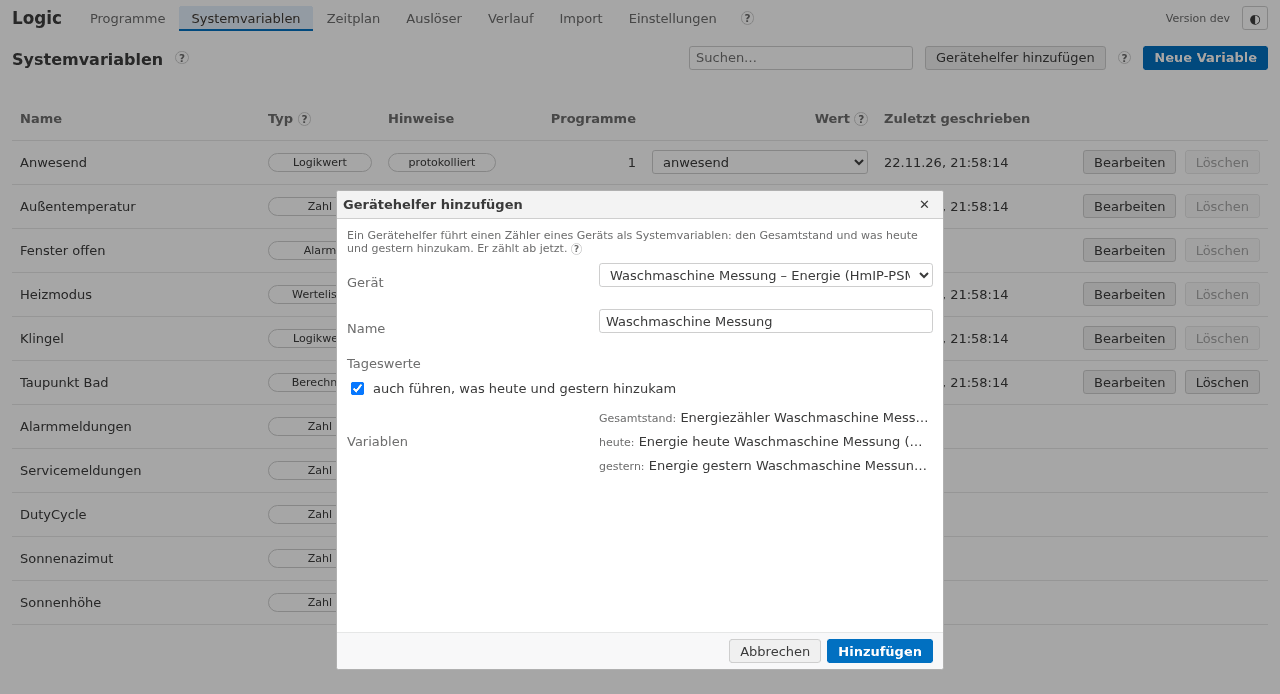 Logic Programme Systemvariablen Zeitplan Auslöser Verlauf Import Einstellungen ? Version dev
Systemvariablen ? Suchen... Gerätehelfer hinzufügen ? Neue Variable
Name Typ ? Hinweise Programme Wert ? Zuletzt geschrieben
Anwesend Logikwert protokolliert 1 anwesend 22.11.26, 21:58:14 Bearbeiten Löschen
Außentemperatur Zahl , 21:58:14 Bearbeiten Löschen
Fenster offen Alarm Bearbeiten Löschen
Heizmodus , 21:58:14 Bearbeiten Löschen
Klingel , 21:58:14 Bearbeiten Löschen
Taupunkt Bad , 21:58:14 Bearbeiten Löschen
Alarmmeldungen Zahl
Servicemeldungen Zahl
DutyCycle Zahl
Sonnenazimut Zahl
Sonnenhöhe Zahl
Gerätehelfer hinzufügen ✕
Ein Gerätehelfer führt einen Zähler eines Geräts als Systemvariablen: den Gesamtstand und was heute
und gestern hinzukam. Er zählt ab jetzt. ?
Gerät Waschmaschine Messung – Energie (HmIP-PSM
Name Waschmaschine Messung
Tageswerte
auch führen, was heute und gestern hinzukam
Variablen
Gesamtstand: Energiezähler Waschmaschine Mess…
heute: Energie heute Waschmaschine Messung (…
gestern: Energie gestern Waschmaschine Messun…
Abbrechen Hinzufügen